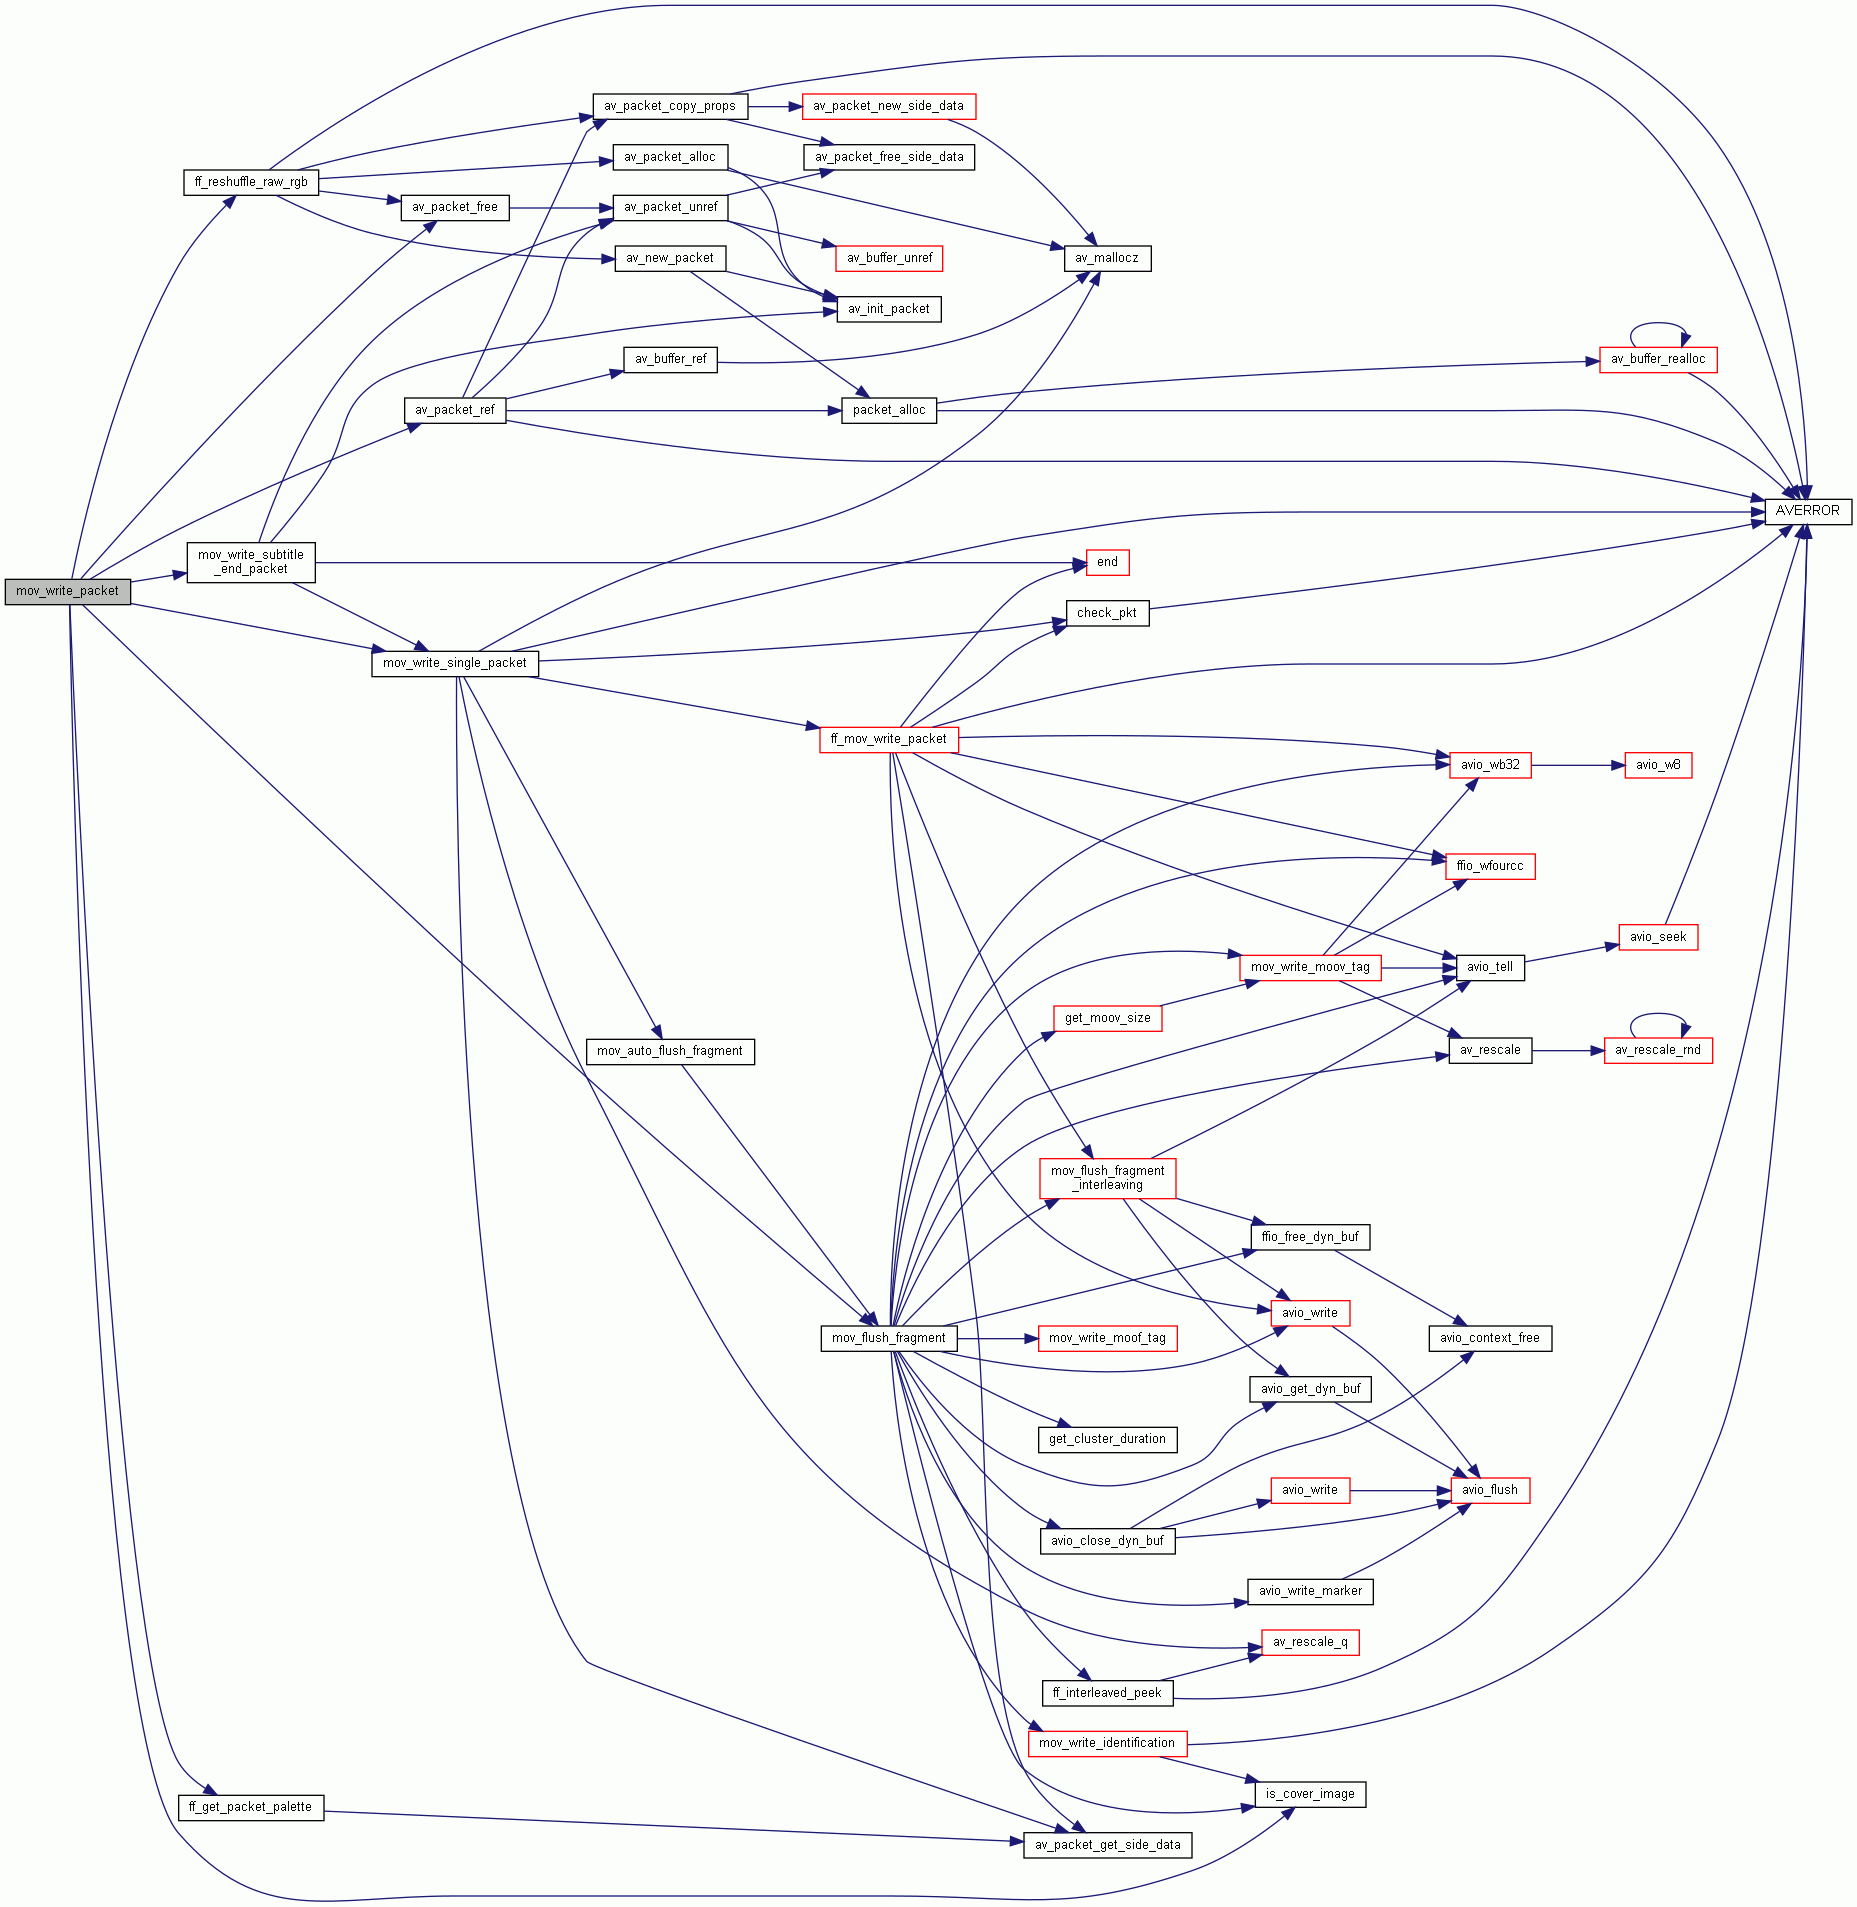 av_packet_copy_props
av_packet_new_side_data
av_packet_alloc
av_packet_free_side_data
ff_reshuffle_raw_rgb
av_packet_free
av_packet_unref
av_new_packet
av_buffer_unref
av_mallocz
av_init_packet
av_buffer_ref
av_buffer_realloc
av_packet_ref
packet_alloc
AVERROR
mov_write_subtitle
_end_packet
end
mov_write_packet
check_pkt
mov_write_single_packet
ff_mov_write_packet
avio_wb32
avio_w8
ffio_wfourcc
avio_seek
mov_write_moov_tag
avio_tell
get_moov_size
mov_auto_flush_fragment
av_rescale
av_rescale_rnd
mov_flush_fragment
_interleaving
ffio_free_dyn_buf
avio_write
mov_flush_fragment
mov_write_moof_tag
avio_context_free
avio_get_dyn_buf
get_cluster_duration
avio_write
avio_flush
avio_close_dyn_buf
avio_write_marker
av_rescale_q
ff_interleaved_peek
mov_write_identification
is_cover_image
ff_get_packet_palette
av_packet_get_side_data